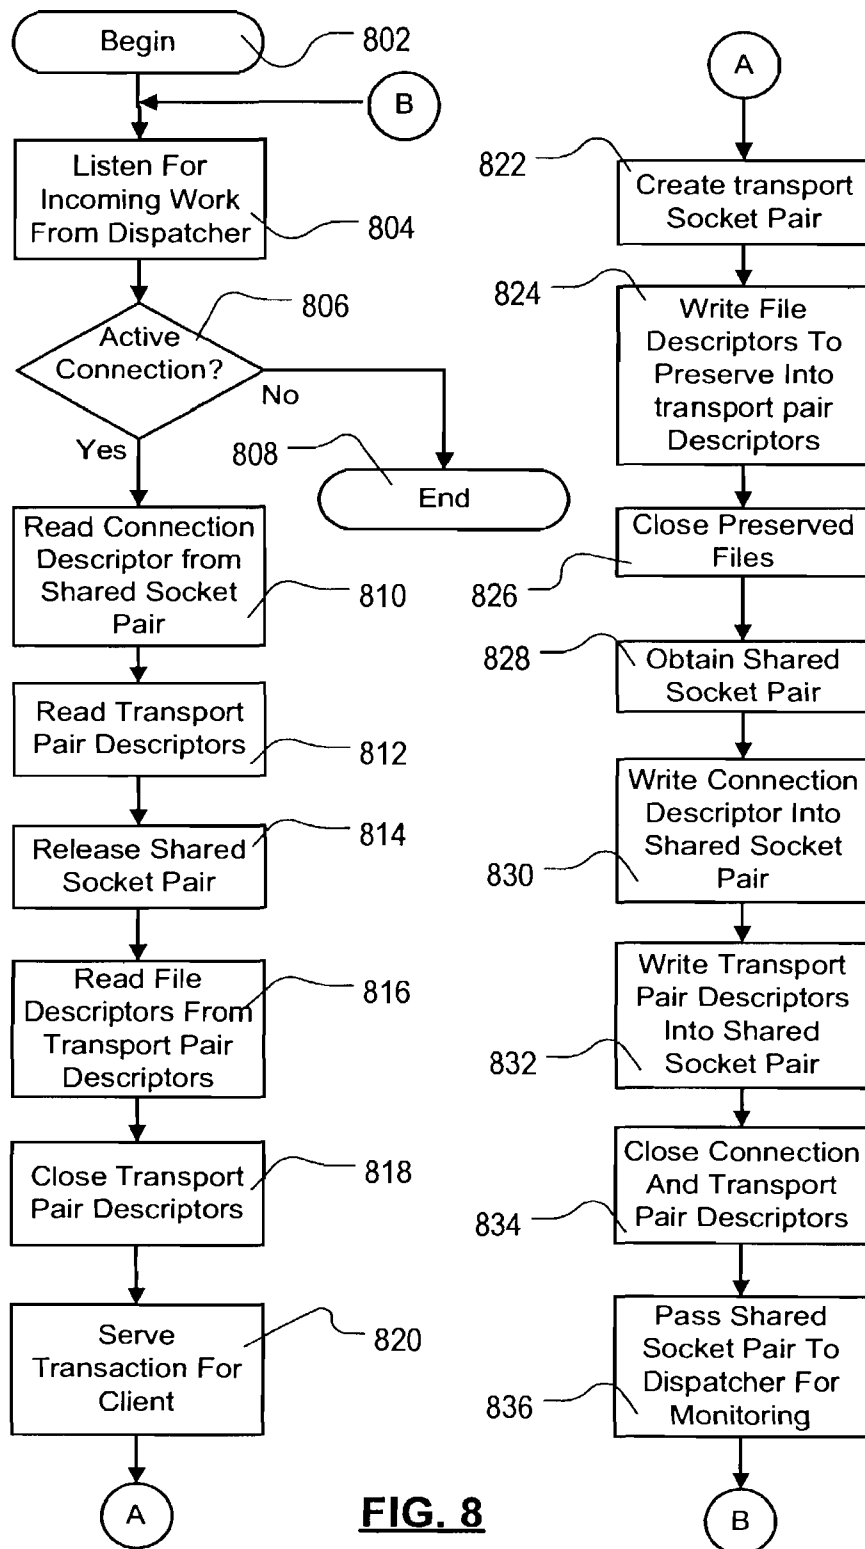 Begin
802
B
Listen For
Incoming Work
From Dispatcher
804
806
Active
Connection?
No
Yes
808
End
Read Connection
Descriptor from
Shared Socket
Pair
810
Read Transport
Pair Descriptors
812
814
Release Shared
Socket Pair
Read File
Descriptors From
Transport Pair
Descriptors
816
Close Transport
Pair Descriptors
818
Serve
Transaction For
Client
820
A
A
822
Create transport
Socket Pair
824
Write File
Descriptors To
Preserve Into
transport pair
Descriptors
Close Preserved
Files
826
828
Obtain Shared
Socket Pair
Write Connection
Descriptor Into
Shared Socket
Pair
830
Write Transport
Pair Descriptors
Into Shared
Socket Pair
832
Close Connection
And Transport
Pair Descriptors
834
Pass Shared
Socket Pair To
Dispatcher For
Monitoring
836
B
FIG. 8